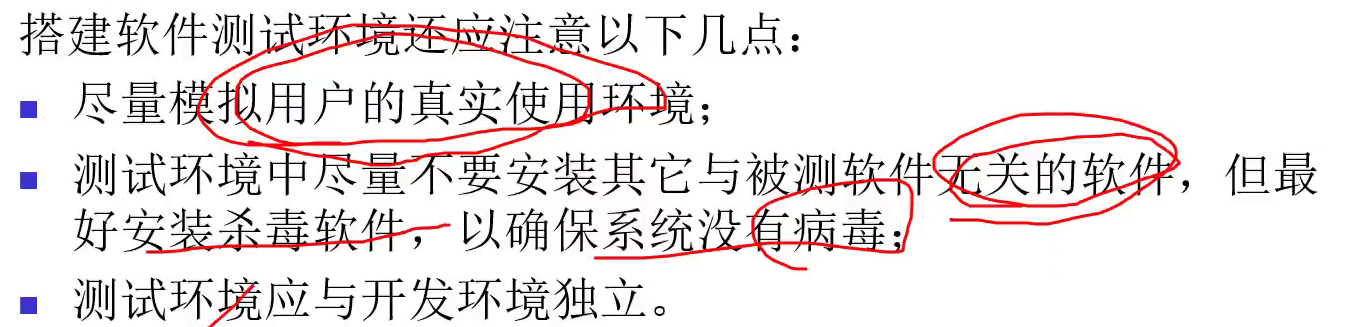 搭建软件测试环境还应注意以下几点：
尽量模拟用户的真实使用环境；
测试环境中尽量不要安装其它与被测软件无关的软件，但最
好安装杀毒软件，以确保系统没有病毒；
测试环境应与开发环境独立。